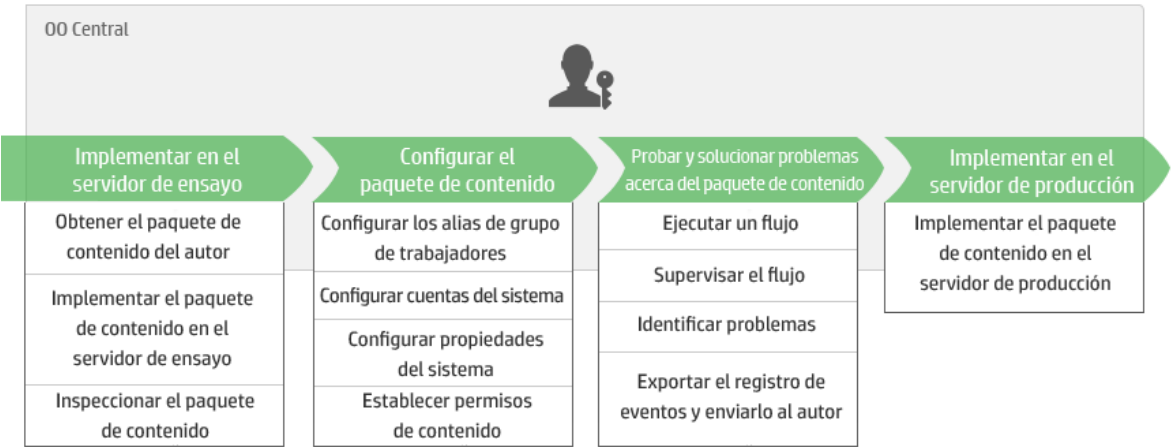 OO Central
Implementar en el
servidor de ensayo
Obtener el paquete de
contenido del autor
Implementar el paquete
de contenido en el
servidor de ensayo
Inspeccionar el paquete
de contenido
Configurar el
paquete de contenido
Configurar los alias de grupo
de trabajadores
Configurar cuentas del sistema
Configurar propiedades
del sistema
Establecer permisos
de contenido
Probar y solucionar problemas
acerca del paquete de contenido
Ejecutar un flujo
Supervisar el flujo
Identificar problemas
Exportar el registro de
eventos y enviarlo al autor
Implementar en el
servidor de producción
Implementar el paquete
de contenido en el
servidor de producción